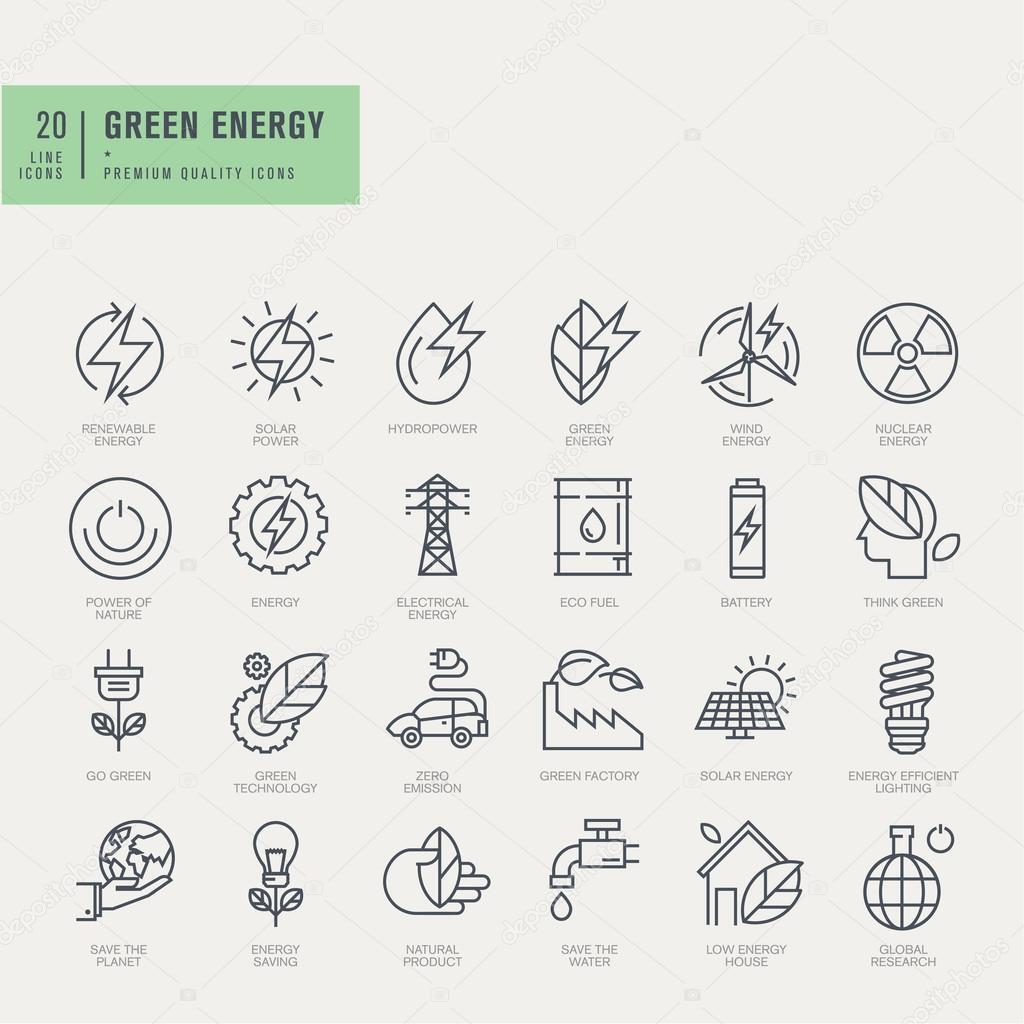 20
LINE
ICONS
GREEN ENERGY
*
PREMIUM QUALITY ICONS
RENEWABLE
ENERGY
SOLAR
POWER
HYDROPOWER
GREEN
ENERGY
WIND
ENERGY
NUCLEAR
ENERGY
POWER OF
NATURE
ENERGY
ELECTRICAL
ENERGY
ECO FUEL
BATTERY
THINK GREEN
GO GREEN
GREEN
TECHNOLOGY
ZERO
EMISSION
GREEN FACTORY
SOLAR ENERGY
ENERGY EFFICIENT
LIGHTING
SAVE THE
PLANET
ENERGY
SAVING
NATURAL
PRODUCT
SAVE THE
WATER
LOW ENERGY
HOUSE
GLOBAL
RESEARCH
depositphotos